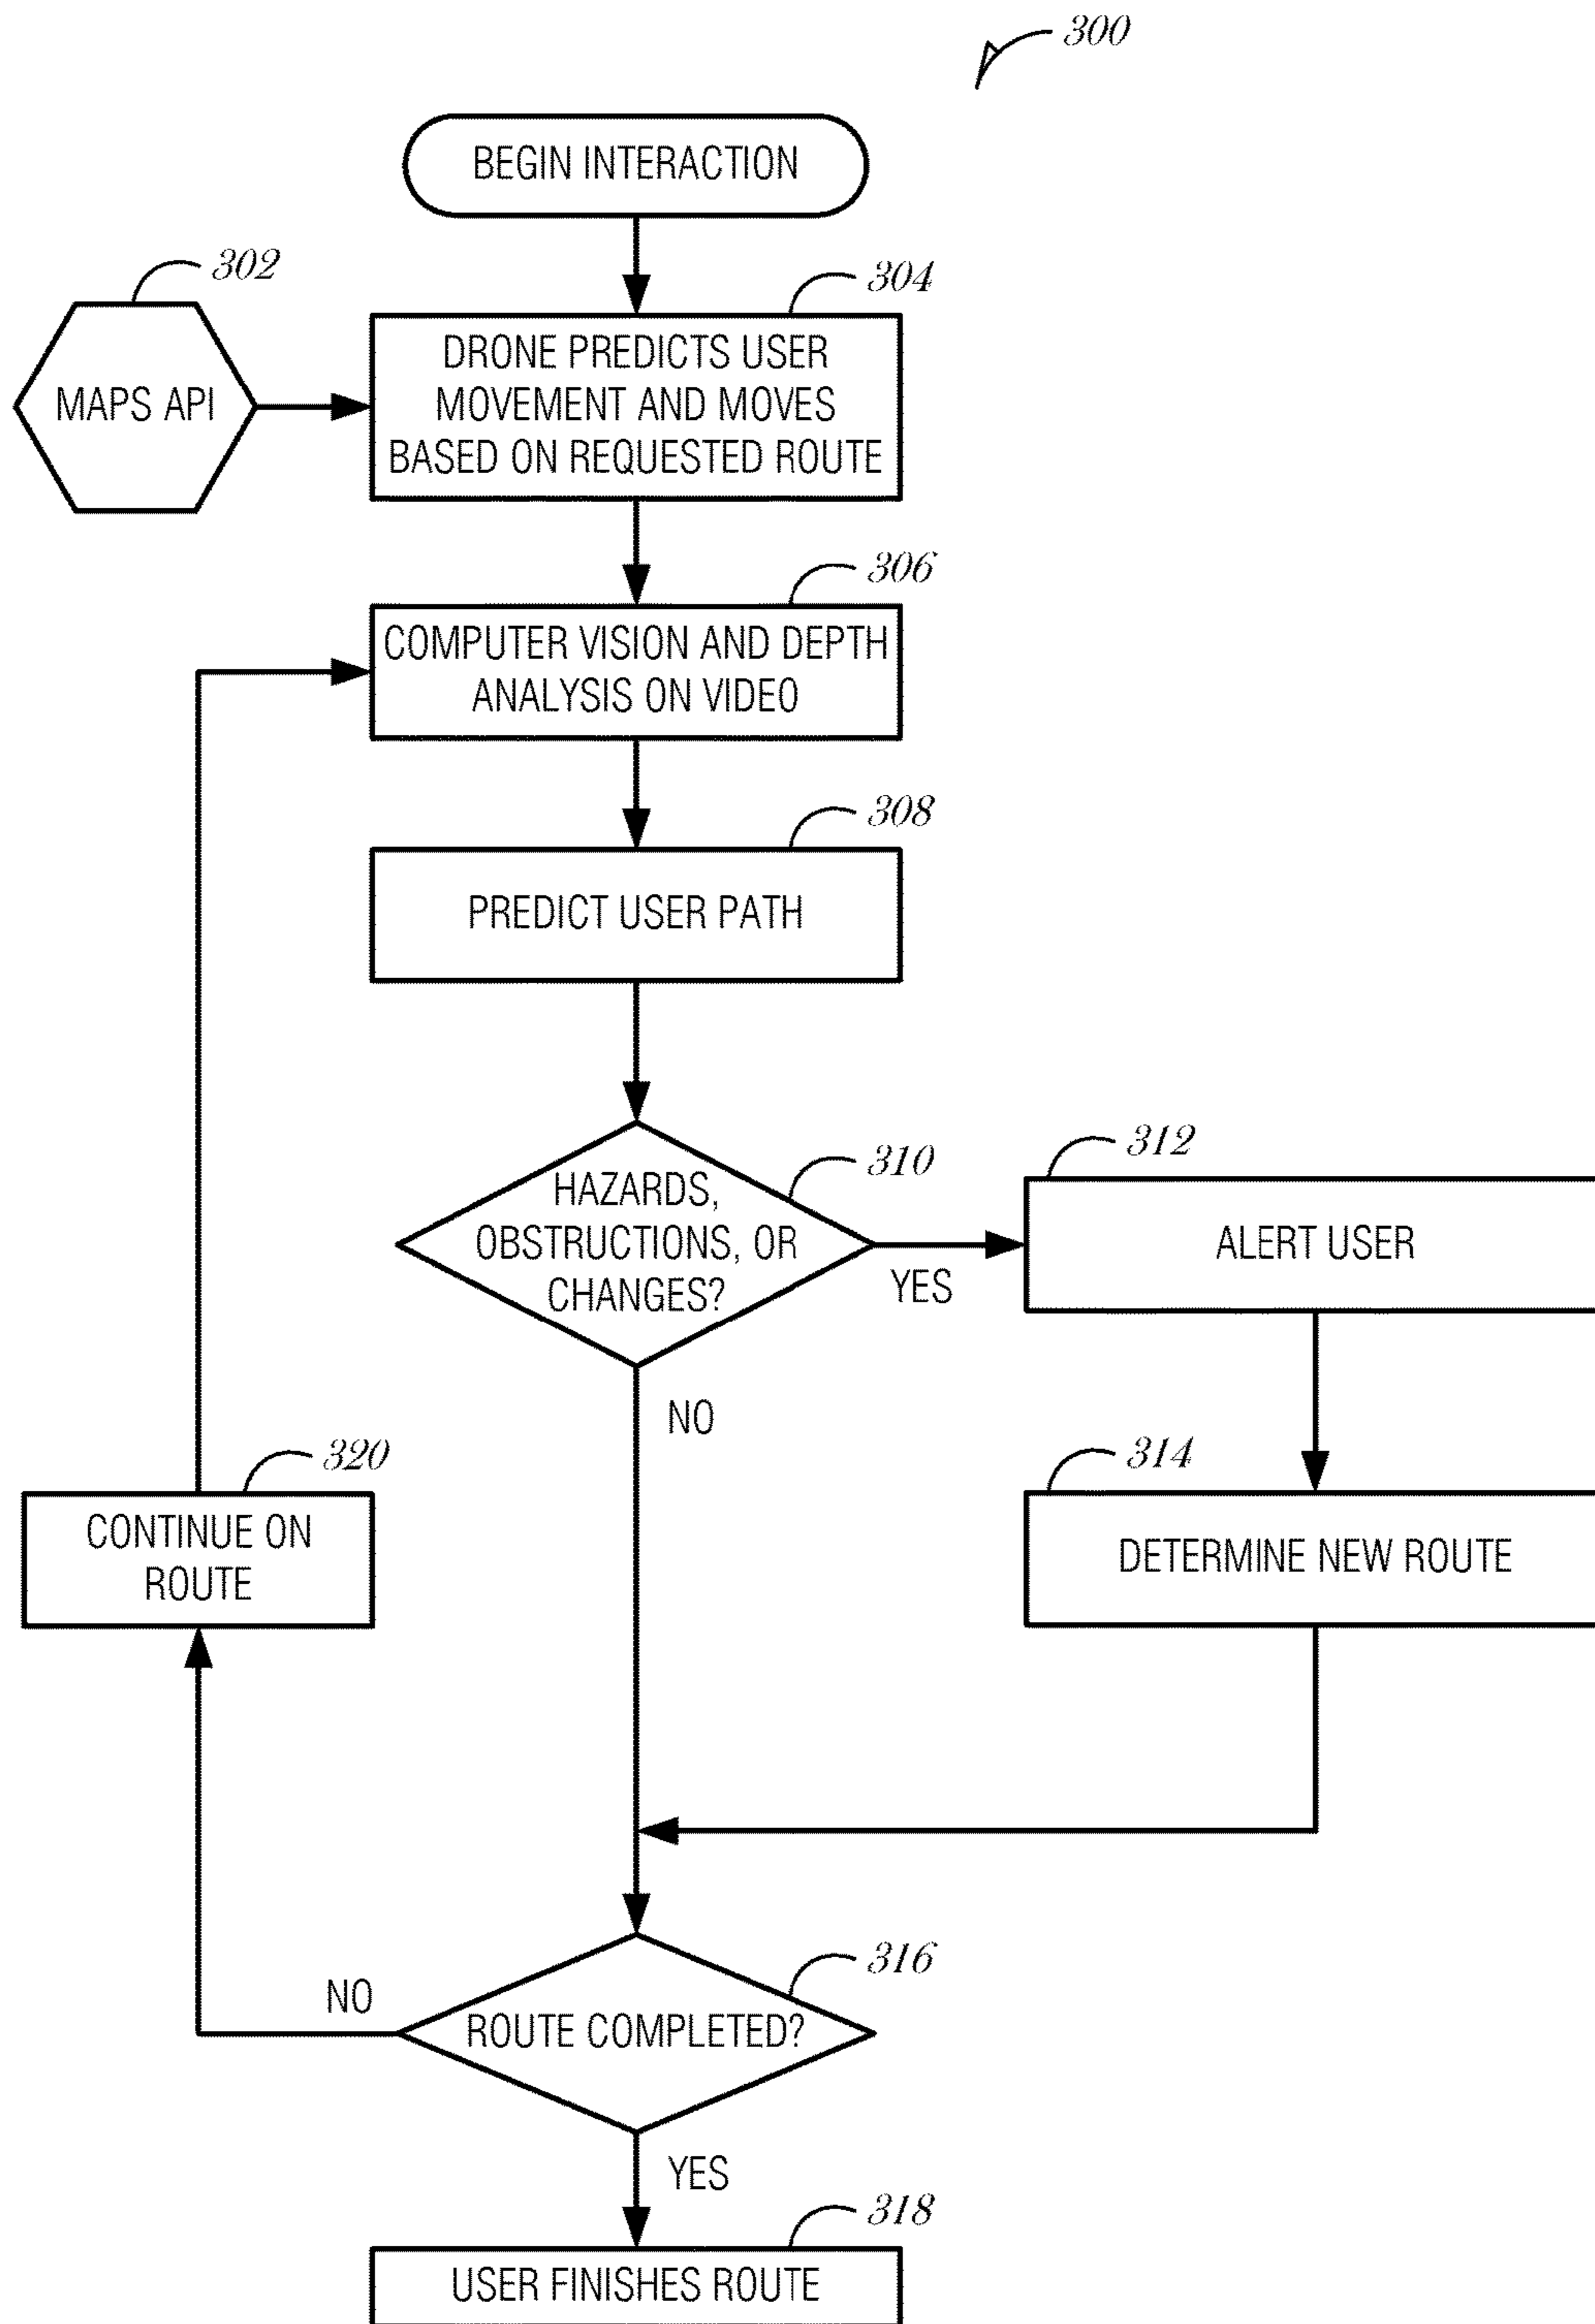 300
BEGIN INTERACTION
302
304
MAPS API
DRONE PREDICTS USER
MOVEMENT AND MOVES
BASED ON REQUESTED ROUTE
306
COMPUTER VISION AND DEPTH
ANALYSIS ON VIDEO
308
PREDICT USER PATH
310
HAZARDS,
OBSTRUCTIONS, OR
CHANGES?
YES
312
ALERT USER
NO
314
DETERMINE NEW ROUTE
320
CONTINUE ON
ROUTE
316
NO
ROUTE COMPLETED?
YES
318
USER FINISHES ROUTE